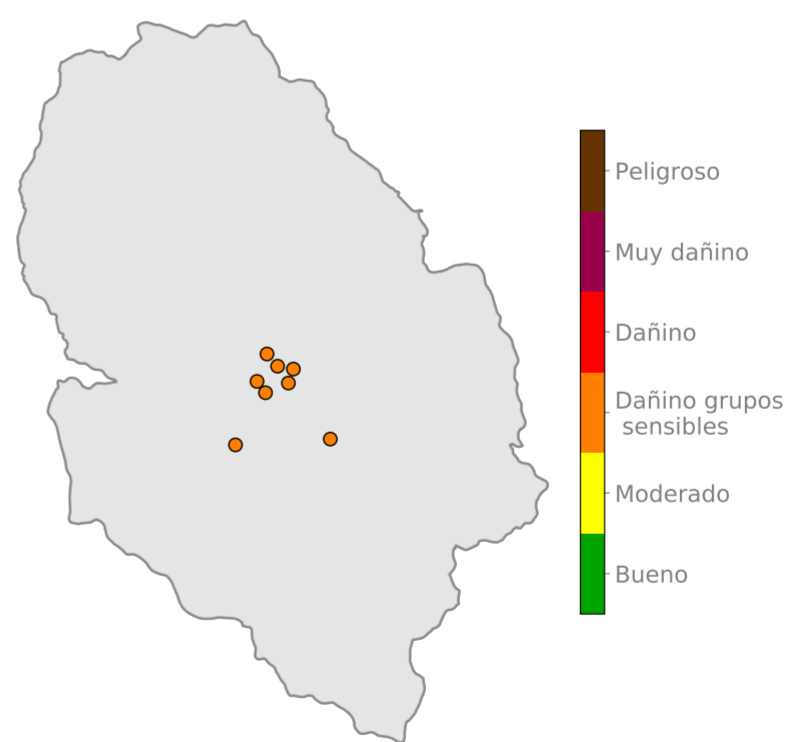 Peligroso
Muy dañino
Dañino
Dañino grupos
sensibles
Moderado
Bueno